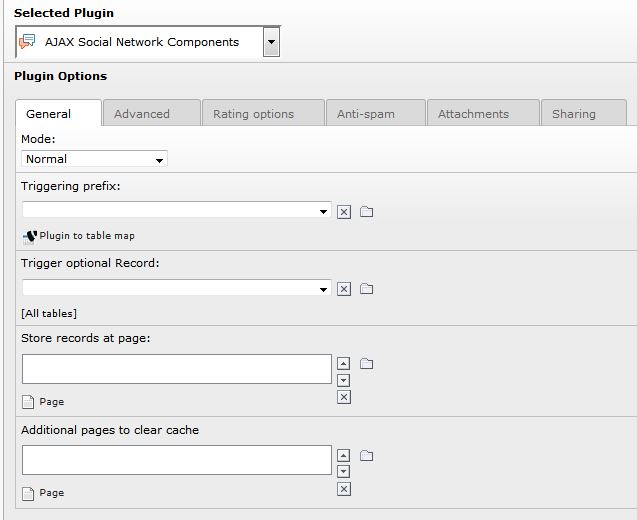 Selected Plugin
AJAX Social Network Components
Plugin Options
General Advanced Rating options Anti-spam Attachments Sharing
Mode:
Normal
Triggering prefix:
Plugin to table map
Trigger optional Record:
[All tables]
Store records at page:
Page
Additional pages to clear cache
Page